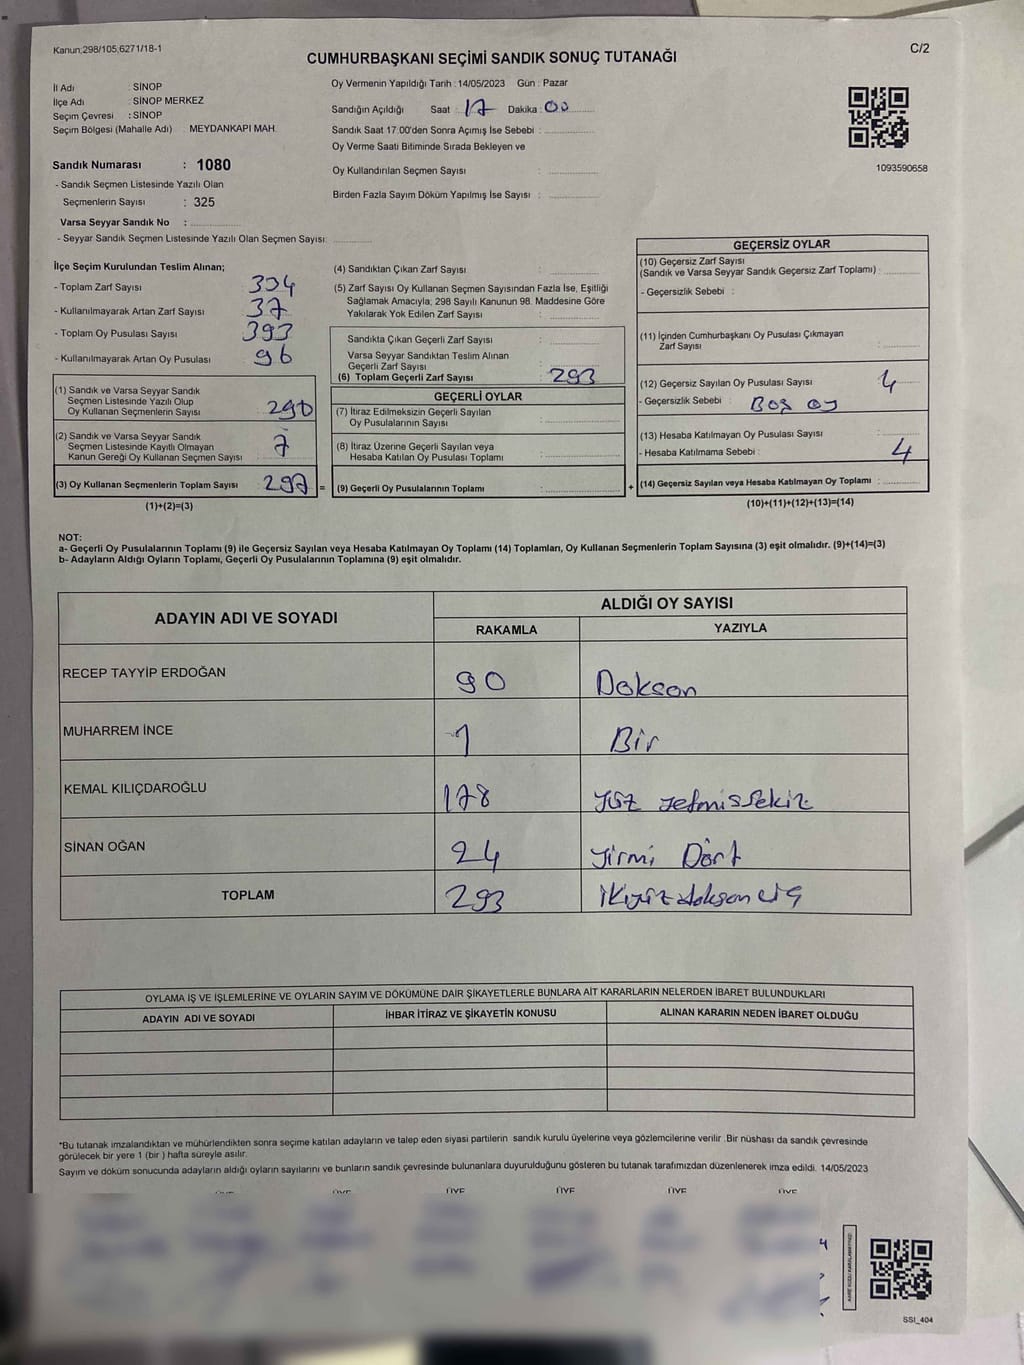 Kanun;298/105,6271/18-1
C/2
CUMHURBAŞKANI SEÇİMİ SANDIK SONUÇ TUTANAĞI
İl Adı : SİNOP
İlçe Adı : SİNOP MERKEZ
Seçim Çevresi : SİNOP
Seçim Bölgesi (Mahalle Adı) : MEYDANKAPI MAH.
Sandık Numarası : 1080
- Sandık Seçmen Listesinde Yazılı Olan
Seçmenlerin Sayısı : 325
Varsa Seyyar Sandık No :
- Seyyar Sandık Seçmen Listesinde Yazılı Olan Seçmen Sayısı:
Oy Vermenin Yapıldığı Tarih : 14/05/2023 Gün : Pazar
Sandığın Açıldığı Saat : 17 Dakika : 00
Sandık Saat 17.00'den Sonra Açımış İse Sebebi :
Oy Verme Saati Bitiminde Sırada Bekleyen ve
Oy Kullandırılan Seçmen Sayısı :
Birden Fazla Sayım Döküm Yapılmış İse Sayısı :
1093590658
İlçe Seçim Kurulundan Teslim Alınan;
- Toplam Zarf Sayısı 334
- Kullanılmayarak Artan Zarf Sayısı 37
- Toplam Oy Pusulası Sayısı 393
- Kullanılmayarak Artan Oy Pusulası 96
(1) Sandık ve Varsa Seyyar Sandık
Seçmen Listesinde Yazılı Olup
Oy Kullanan Seçmenlerin Sayısı : 290
(2) Sandık ve Varsa Seyyar Sandık
Seçmen Listesinde Kayıtlı Olmayan
Kanun Gereği Oy Kullanan Seçmen Sayısı : 7
(3) Oy Kullanan Seçmenlerin Toplam Sayısı : 297 =
(1)+(2)=(3)
(4) Sandıktan Çıkan Zarf Sayısı :
(5) Zarf Sayısı Oy Kullanan Seçmen Sayısından Fazla İse, Eşitliği
Sağlamak Amacıyla; 298 Sayılı Kanunun 98. Maddesine Göre
Yakılarak Yok Edilen Zarf Sayısı :
Sandıkta Çıkan Geçerli Zarf Sayısı :
Varsa Seyyar Sandıktan Teslim Alınan
Geçerli Zarf Sayısı :
(6) Toplam Geçerli Zarf Sayısı : 293
GEÇERLİ OYLAR
(7) İtiraz Edilmeksizin Geçerli Sayılan
Oy Pusulalarının Sayısı :
(8) İtiraz Üzerine Geçerli Sayılan veya
Hesaba Katılan Oy Pusulası Toplamı :
(9) Geçerli Oy Pusulalarının Toplamı : +
GEÇERSİZ OYLAR
(10) Geçersiz Zarf Sayısı
(Sandık ve Varsa Seyyar Sandık Geçersiz Zarf Toplamı) :
- Geçersizlik Sebebi :
(11) İçinden Cumhurbaşkanı Oy Pusulası Çıkmayan
Zarf Sayısı :
(12) Geçersiz Sayılan Oy Pusulası Sayısı : 4
- Geçersizlik Sebebi : BOŞ OY
(13) Hesaba Katılmayan Oy Pusulası Sayısı :
- Hesaba Katılmama Sebebi : 4
(14) Geçersiz Sayılan veya Hesaba Katılmayan Oy Toplamı :
(10)+(11)+(12)+(13)=(14)
NOT:
a- Geçerli Oy Pusulalarının Toplamı (9) ile Geçersiz Sayılan veya Hesaba Katılmayan Oy Toplamı (14) Toplamları, Oy Kullanan Seçmenlerin Toplam Sayısına (3) eşit olmalıdır. (9)+(14)=(3)
b- Adayların Aldığı Oyların Toplamı, Geçerli Oy Pusulalarının Toplamına (9) eşit olmalıdır.
ADAYIN ADI VE SOYADI ALDIĞI OY SAYISI
RAKAMLA YAZIYLA
RECEP TAYYİP ERDOĞAN 90 Doksan
MUHARREM İNCE 1 Bir
KEMAL KILIÇDAROĞLU 178 yüz yetmişsekiz
SİNAN OĞAN 24 yirmi Dört
TOPLAM 293 ikiyüz doksan üç
OYLAMA İŞ VE İŞLEMLERİNE VE OYLARIN SAYIM VE DÖKÜMÜNE DAİR ŞİKAYETLERLE BUNLARA AİT KARARLARIN NELERDEN İBARET BULUNDUKLARI
ADAYIN ADI VE SOYADI İHBAR İTİRAZ VE ŞİKAYETİN KONUSU ALINAN KARARIN NEDEN İBARET OLDUĞU
*Bu tutanak imzalandıktan ve mühürlendikten sonra seçime katılan adayların ve talep eden siyasi partilerin sandık kurulu üyelerine veya gözlemcilerine verilir .Bir nüshası da sandık çevresinde
görülecek bir yere 1 (bir ) hafta süreyle asılır.
Sayım ve döküm sonucunda adayların aldığı oyların sayılarını ve bunların sandık çevresinde bulunanlara duyurulduğunu gösteren bu tutanak tarafımızdan düzenlenerek imza edildi. 14/05/2023
ÜYE ÜYE ÜYE ÜYE ÜYE
SSI_404